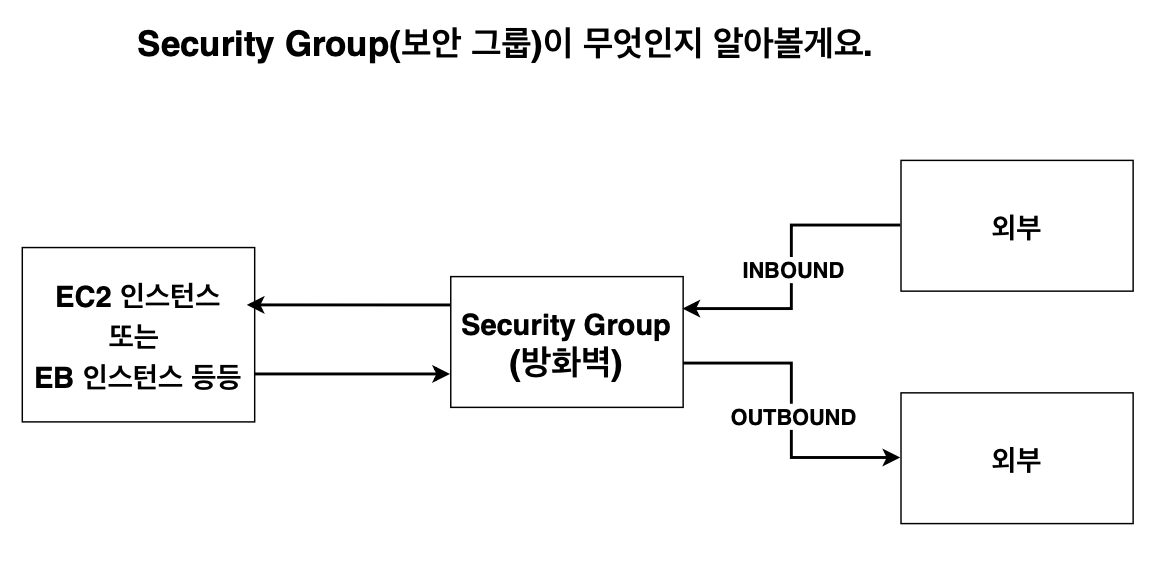 Security Group(보안 그룹)이 무엇인지 알아볼게요.
EC2 인스턴스
또는
EB 인스턴스 등등
Security Group
(방화벽)
INBOUND
외부
OUTBOUND
외부